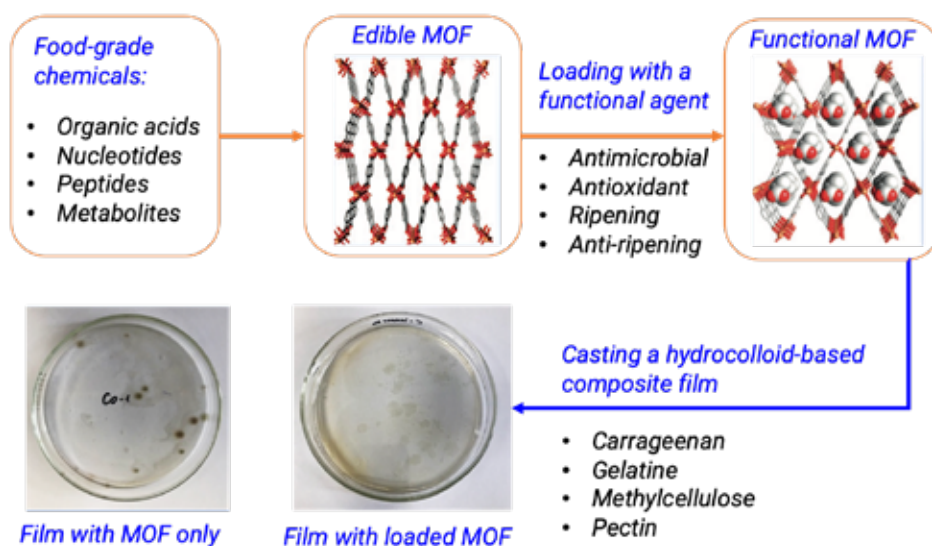 Food-grade
chemicals:
• Organic acids
• Nucleotides
• Peptides
• Metabolites
Edible MOF
Loading with a
functional agent
• Antimicrobial
• Antioxidant
• Ripening
• Anti-ripening
Functional MOF
Casting a hydrocolloid-based
composite film
• Carrageenan
• Gelatine
• Methylcellulose
• Pectin
Co-1
Film with MOF only
Film with loaded MOF